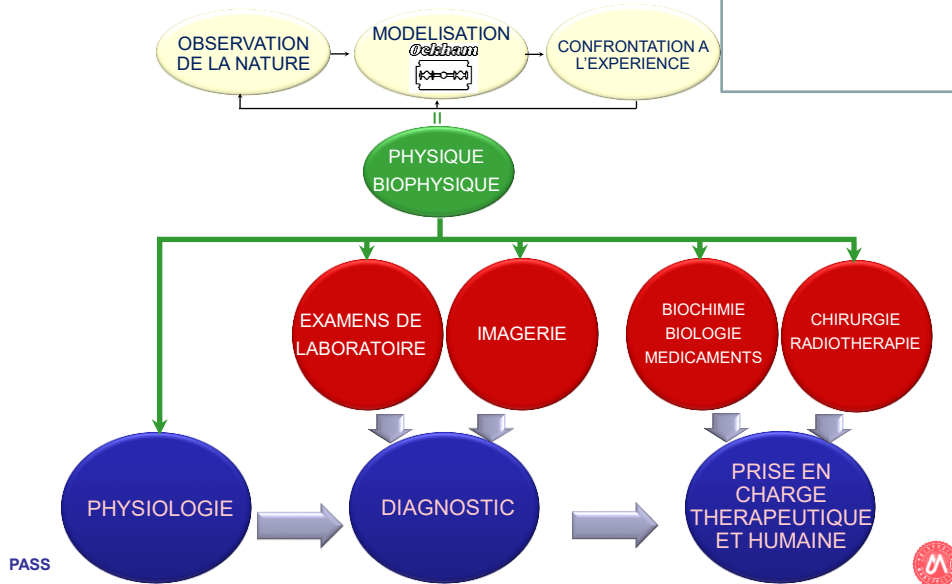 OBSERVATION
DE LA NATURE
MODELISATION
Ockham
CONFRONTATION A
L'EXPERIENCE
PHYSIQUE
BIOPHYSIQUE
EXAMENS DE
LABORATOIRE
IMAGERIE
BIOCHIMIE
BIOLOGIE
MEDICAMENTS
CHIRURGIE
RADIOTHERAPIE
PHYSIOLOGIE
DIAGNOSTIC
PRISE EN
CHARGE
THERAPEUTIQUE
ET HUMAINE
PASS